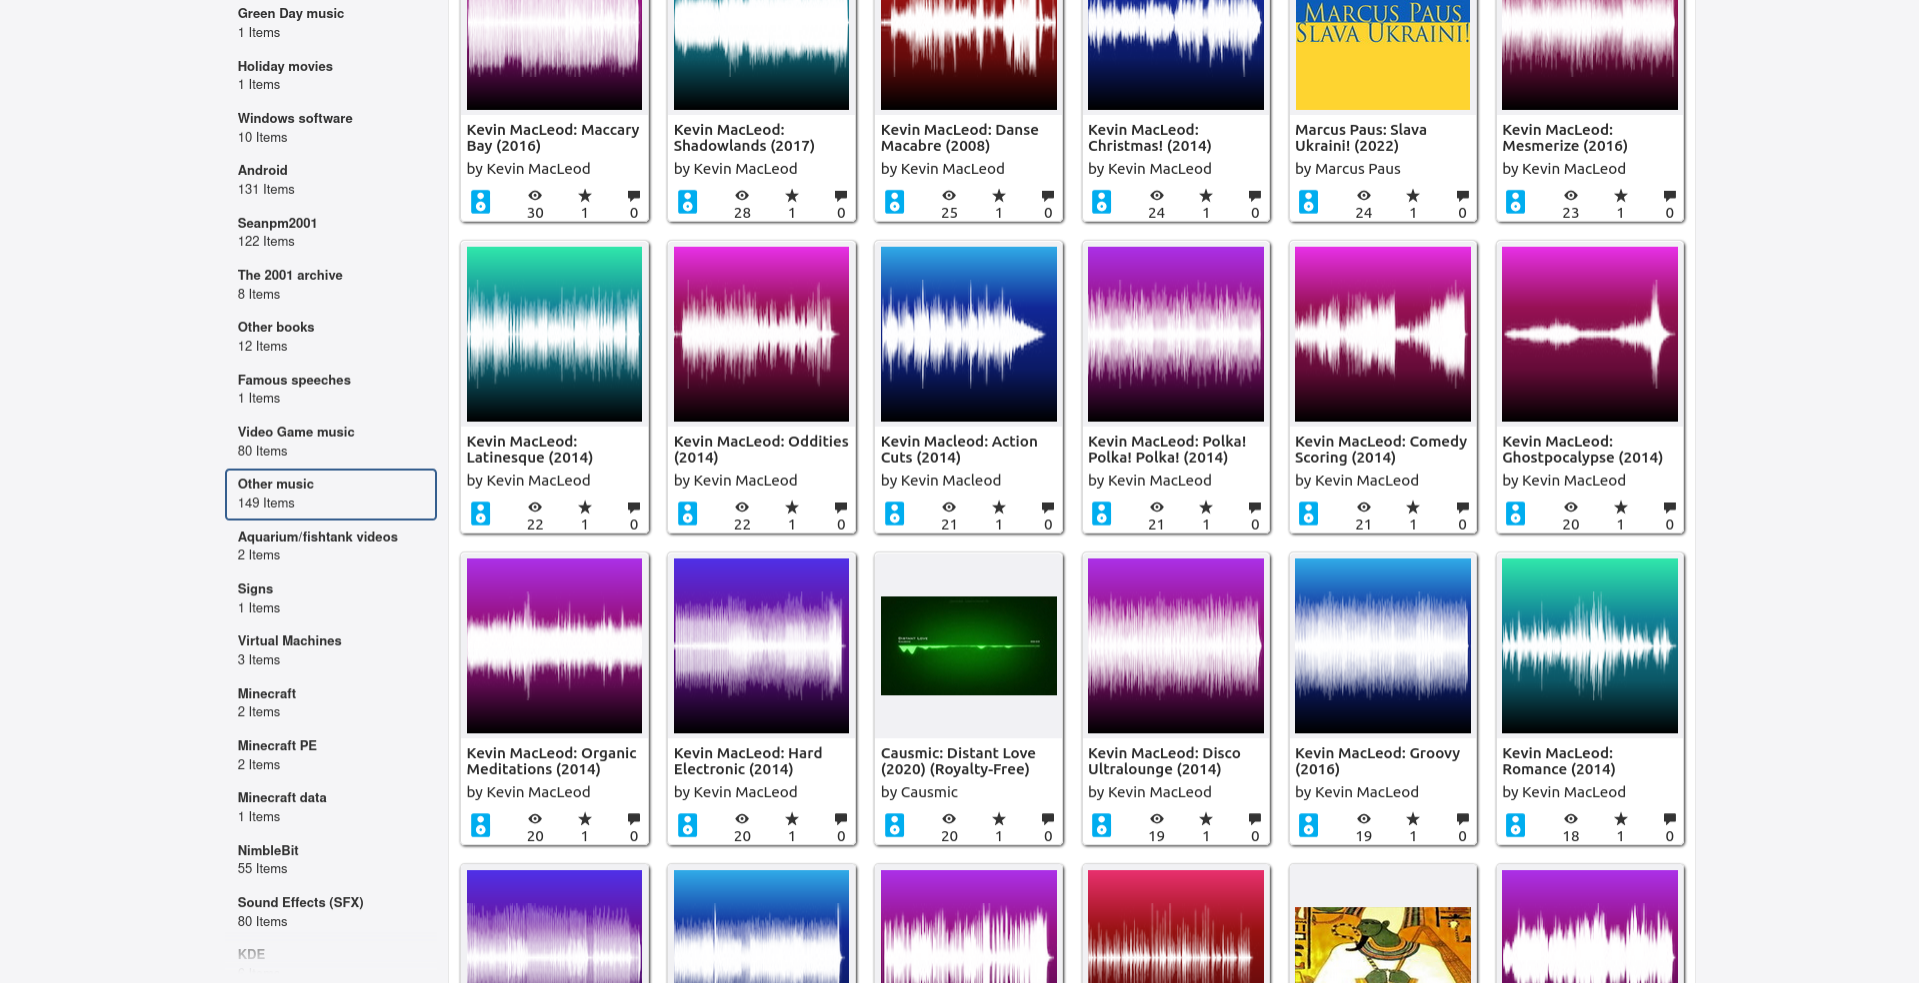 Green Day music
1 Items
Holiday movies
1 Items
Windows software
10 Items
Android
131 Items
Seanpm2001
122 Items
The 2001 archive
8 Items
Other books
12 Items
Famous speeches
1 Items
Video Game music
80 Items
Other music
149 Items
Aquarium/fishtank videos
2 Items
Signs
1 Items
Virtual Machines
3 Items
Minecraft
2 Items
Minecraft PE
2 Items
Minecraft data
1 Items
NimbleBit
55 Items
Sound Effects (SFX)
80 Items
KDE
Kevin MacLeod: Maccary
Bay (2016)
by Kevin MacLeod
30 1 0
Kevin MacLeod:
Shadowlands (2017)
by Kevin MacLeod
28 1 0
Kevin MacLeod: Danse
Macabre (2008)
by Kevin MacLeod
25 1 0
Kevin MacLeod:
Christmas! (2014)
by Kevin MacLeod
24 1 0
MARCUS PAUS
SLAVA UKRAINI!
Marcus Paus: Slava
Ukraini! (2022)
by Marcus Paus
24 1 0
Kevin MacLeod:
Mesmerize (2016)
by Kevin MacLeod
23 1 0
Kevin MacLeod:
Latinesque (2014)
by Kevin MacLeod
22 1 0
Kevin MacLeod: Oddities
(2014)
by Kevin MacLeod
22 1 0
Kevin Macleod: Action
Cuts (2014)
by Kevin Macleod
21 1 0
Kevin MacLeod: Polka!
Polka! Polka! (2014)
by Kevin MacLeod
21 1 0
Kevin MacLeod: Comedy
Scoring (2014)
by Kevin MacLeod
21 1 0
Kevin MacLeod:
Ghostpocalypse (2014)
by Kevin MacLeod
20 1 0
Kevin MacLeod: Organic
Meditations (2014)
by Kevin MacLeod
20 1 0
Kevin MacLeod: Hard
Electronic (2014)
by Kevin MacLeod
20 1 0
DISTANT LOVE
Causmic: Distant Love
(2020) (Royalty-Free)
by Causmic
20 1 0
Kevin MacLeod: Disco
Ultralounge (2014)
by Kevin MacLeod
19 1 0
Kevin MacLeod: Groovy
(2016)
by Kevin MacLeod
19 1 0
Kevin MacLeod:
Romance (2014)
by Kevin MacLeod
18 1 0